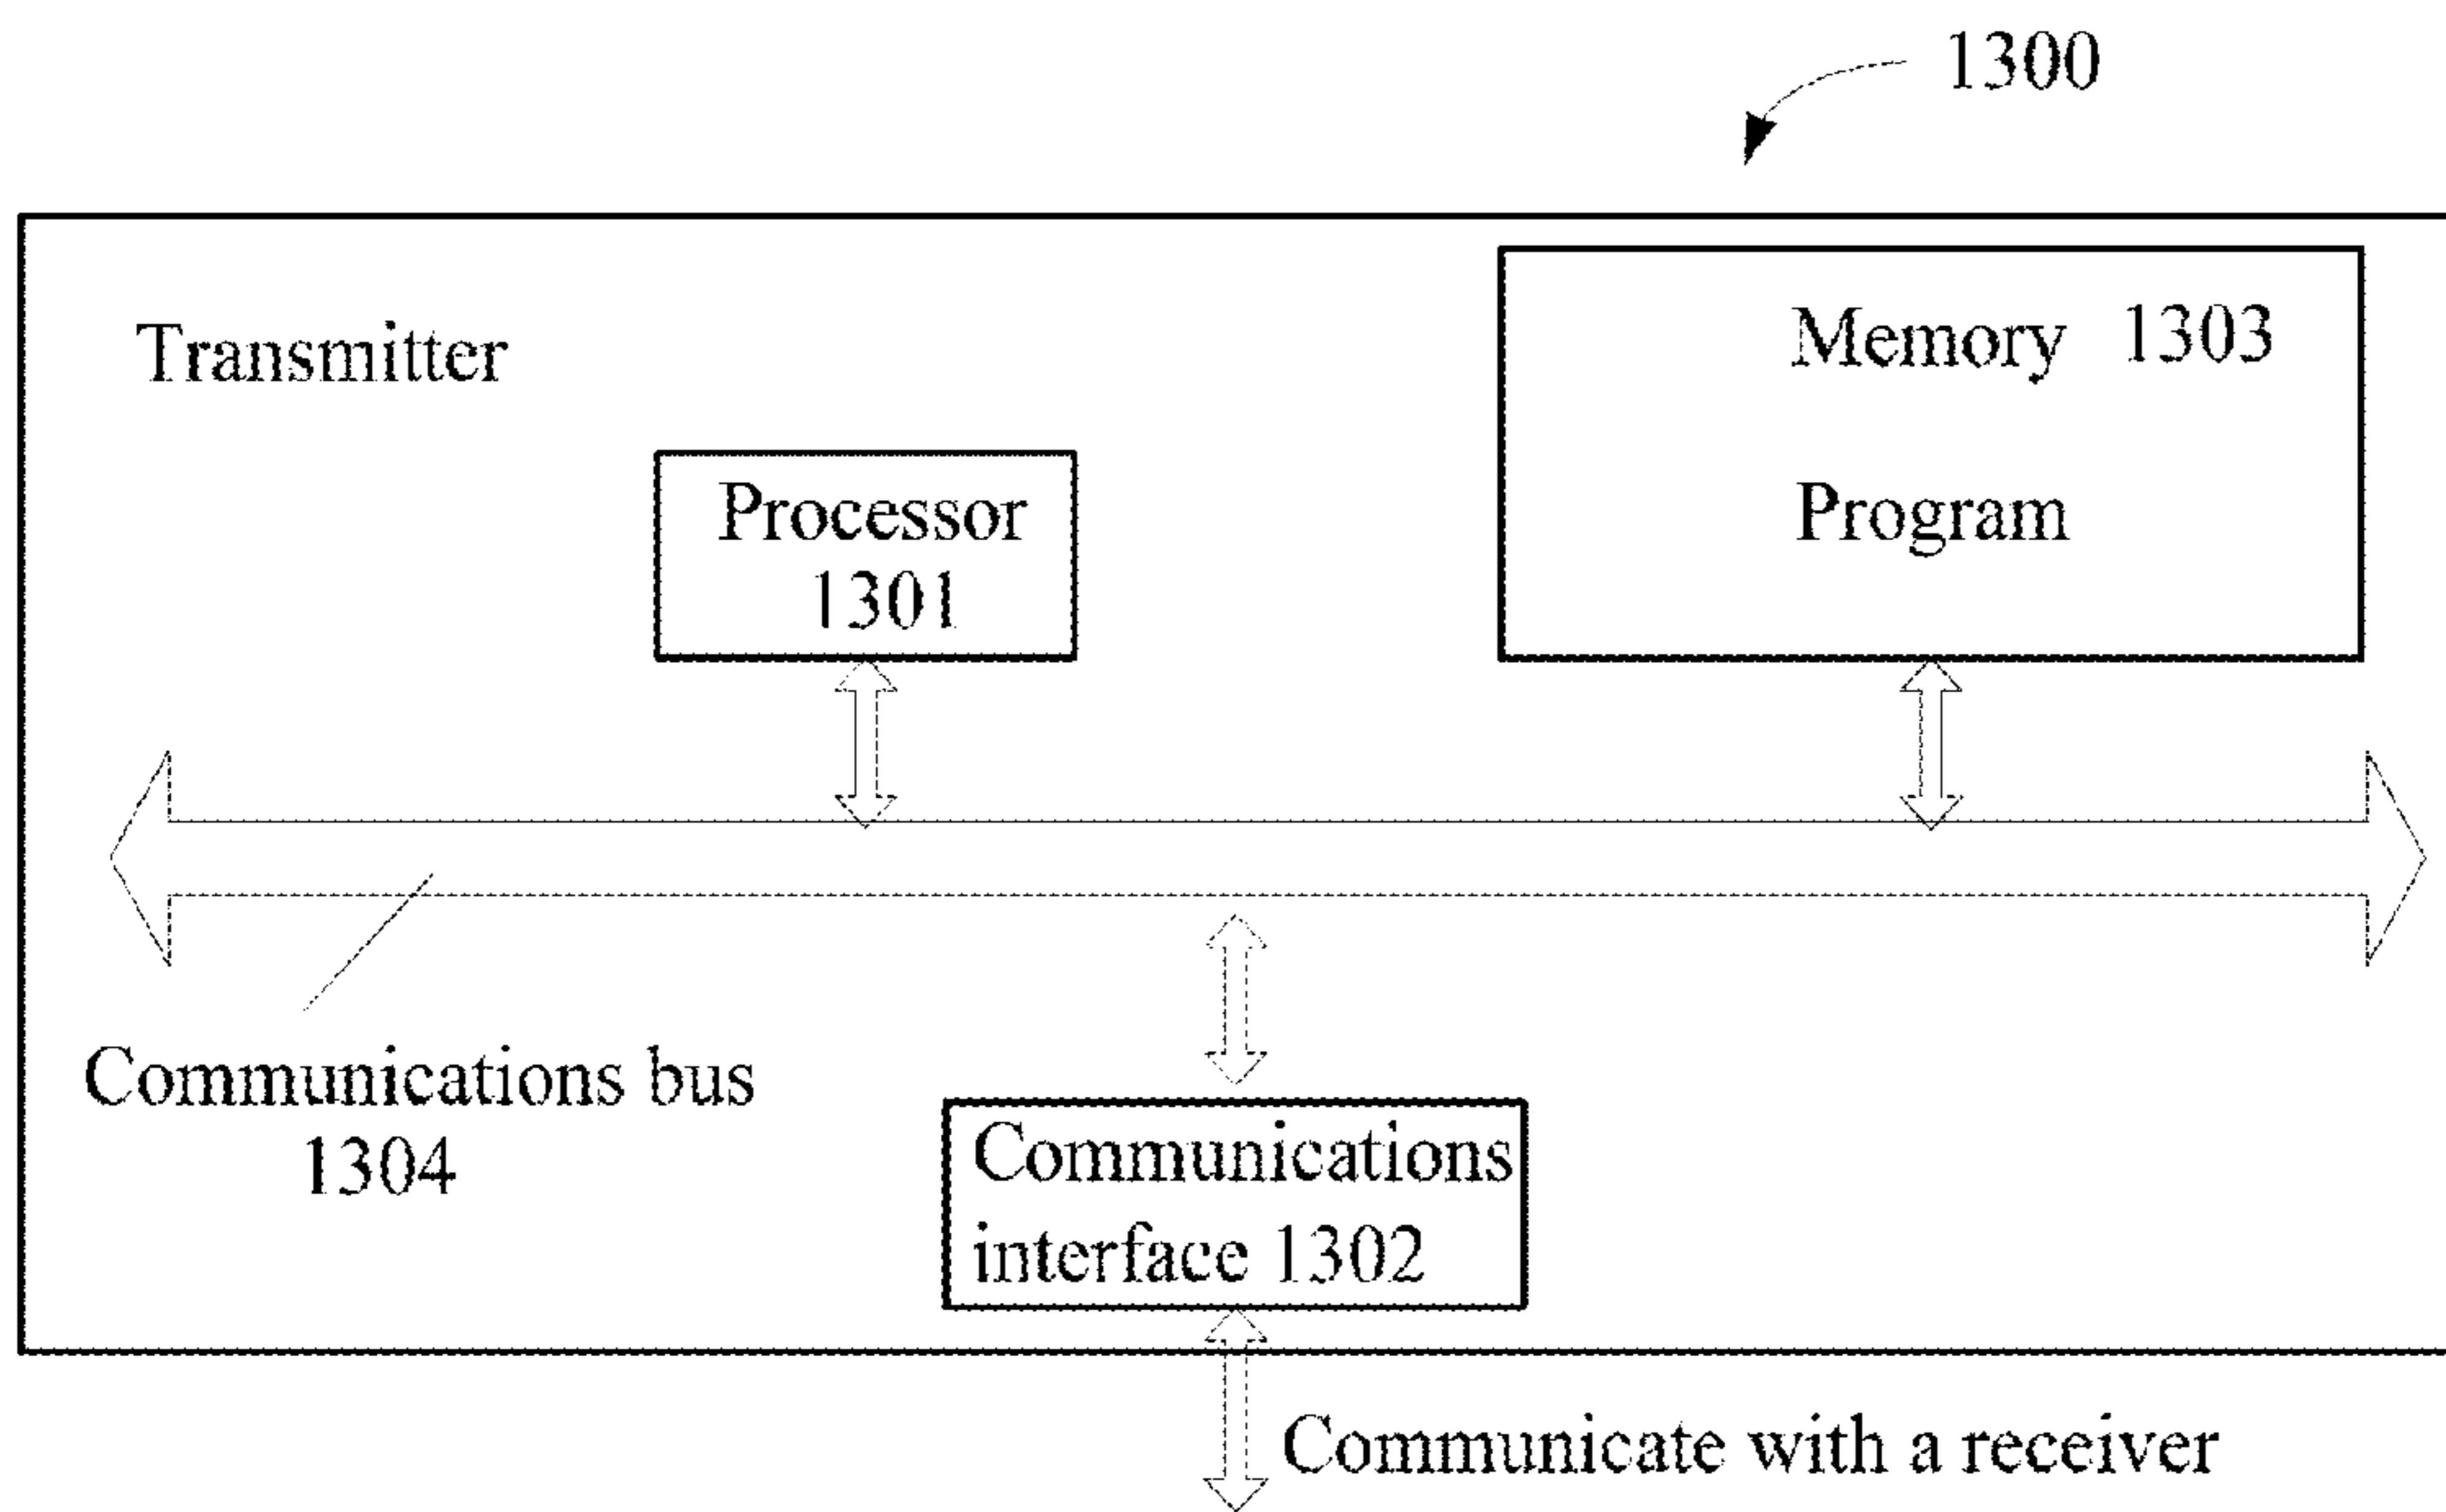 1300
Transmitter
Memory 1303
Program
Processor
1301
Communications bus
1304
Communications
interface 1302
Communicate with a receiver